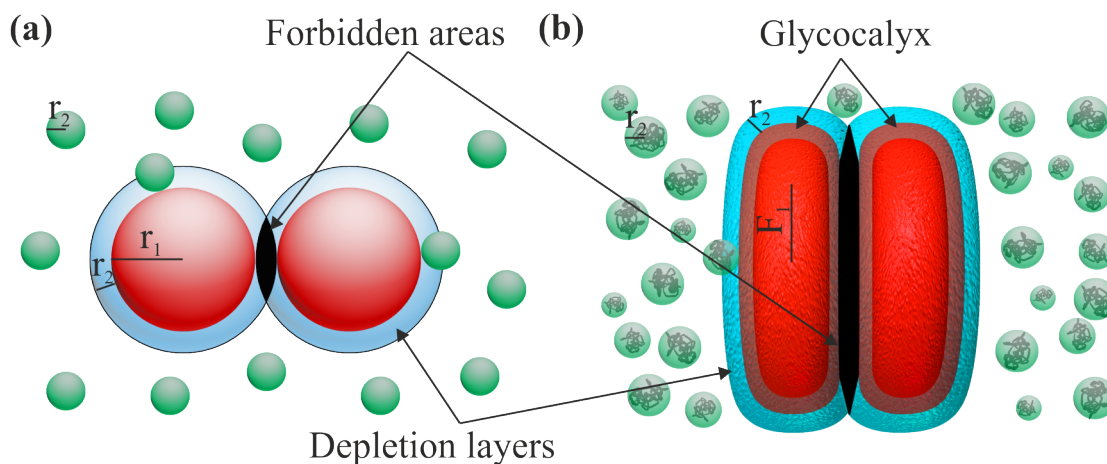 (a)
Forbidden areas
(b)
Glycocalyx
r₂
r₁
r₂
r₂
r₂
F₁
Depletion layers